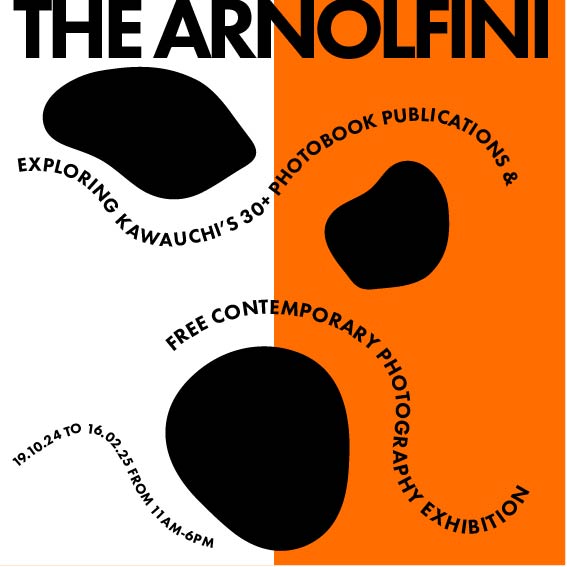 THE ARNOLFINI
EXPLORING KAWAUCHI'S 30+ PHOTOBOOK PUBLICATIONS &
FREE CONTEMPORARY PHOTOGRAPHY EXHIBITION
19.10.24 TO 16.02.25 FROM 11AM-6PM